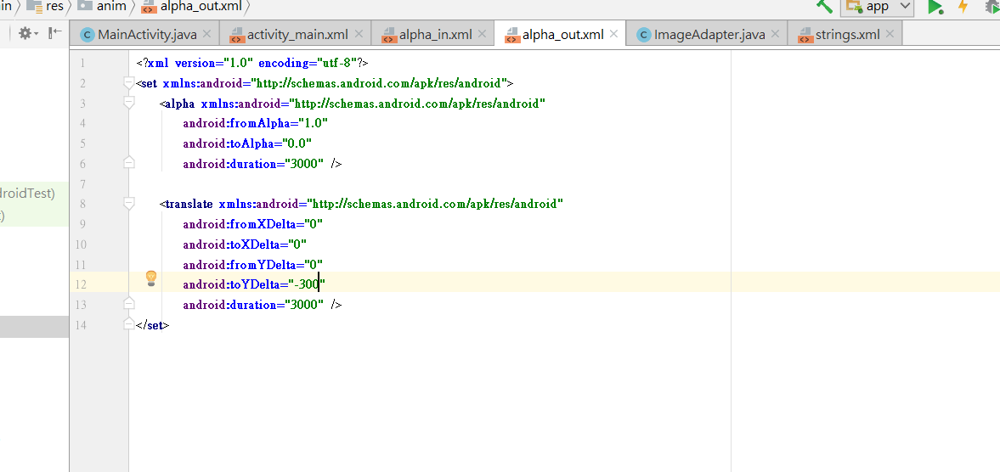 in res anim alpha_out.xml app
MainActivity.java activity_main.xml alpha_in.xml alpha_out.xml ImageAdapter.java strings.xml
1 <?xml version="1.0" encoding="utf-8"?>
2 <set xmlns:android="http://schemas.android.com/apk/res/android">
3 <alpha xmlns:android="http://schemas.android.com/apk/res/android"
4 android:fromAlpha="1.0"
5 android:toAlpha="0.0"
6 android:duration="3000" />
7
droidTest)
8 <translate xmlns:android="http://schemas.android.com/apk/res/android"
)
9 android:fromXDelta="0"
10 android:toXDelta="0"
11 android:fromYDelta="0"
12 android:toYDelta="-300"
13 android:duration="3000" />
14 </set>